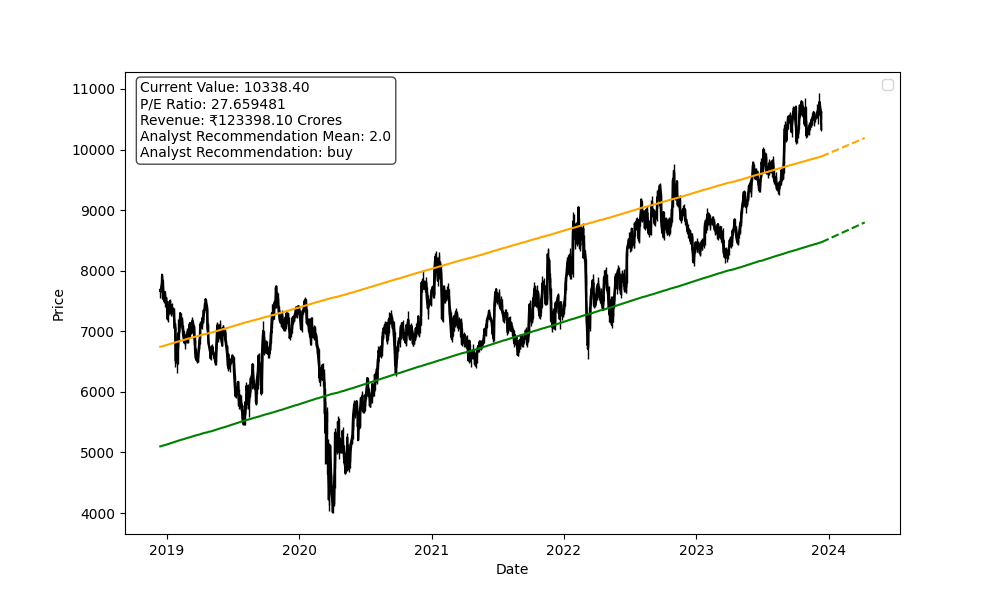 Current Value: 10338.40
P/E Ratio: 27.659481
Revenue: ₹123398.10 Crores
Analyst Recommendation Mean: 2.0
Analyst Recommendation: buy
11000
10000
9000
8000
7000
6000
5000
4000
Price
2019 2020 2021 2022 2023 2024
Date